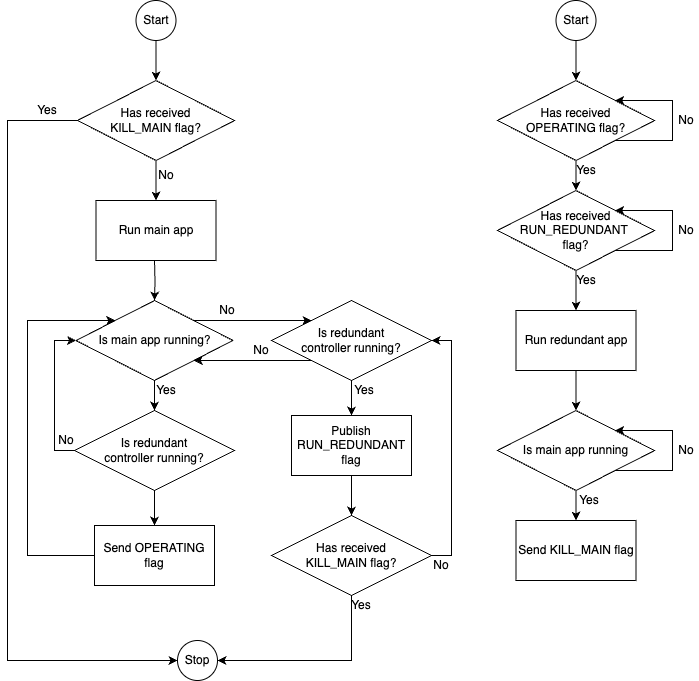 Start
Has received
KILL_MAIN flag?
Yes
No
Run main app
Is main app running?
No
No
Is redundant
controller running?
Yes
Yes
Is redundant
controller running?
No
Publish
RUN_REDUNDANT
flag
Send OPERATING
flag
Has received
KILL_MAIN flag?
No
Yes
Stop
Start
Has received
OPERATING flag?
No
Yes
Has received
RUN_REDUNDANT
flag?
No
Yes
Run redundant app
Is main app running
No
Yes
Send KILL_MAIN flag